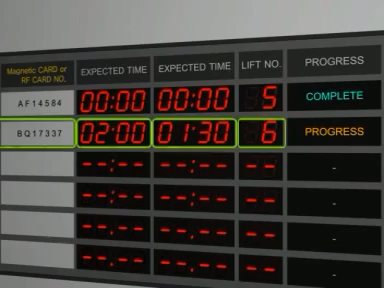 Magnetic CARD or
RF CARD NO. EXPECTED TIME EXPECTED TIME LIFT NO. PROGRESS
AF14584 00:00 00:00 5 COMPLETE
BQ17337 02:00 01:30 6 PROGRESS
--:-- --:-- -- -
--:-- --:-- -- -
--:-- --:-- -- -
--:-- --:-- -- -